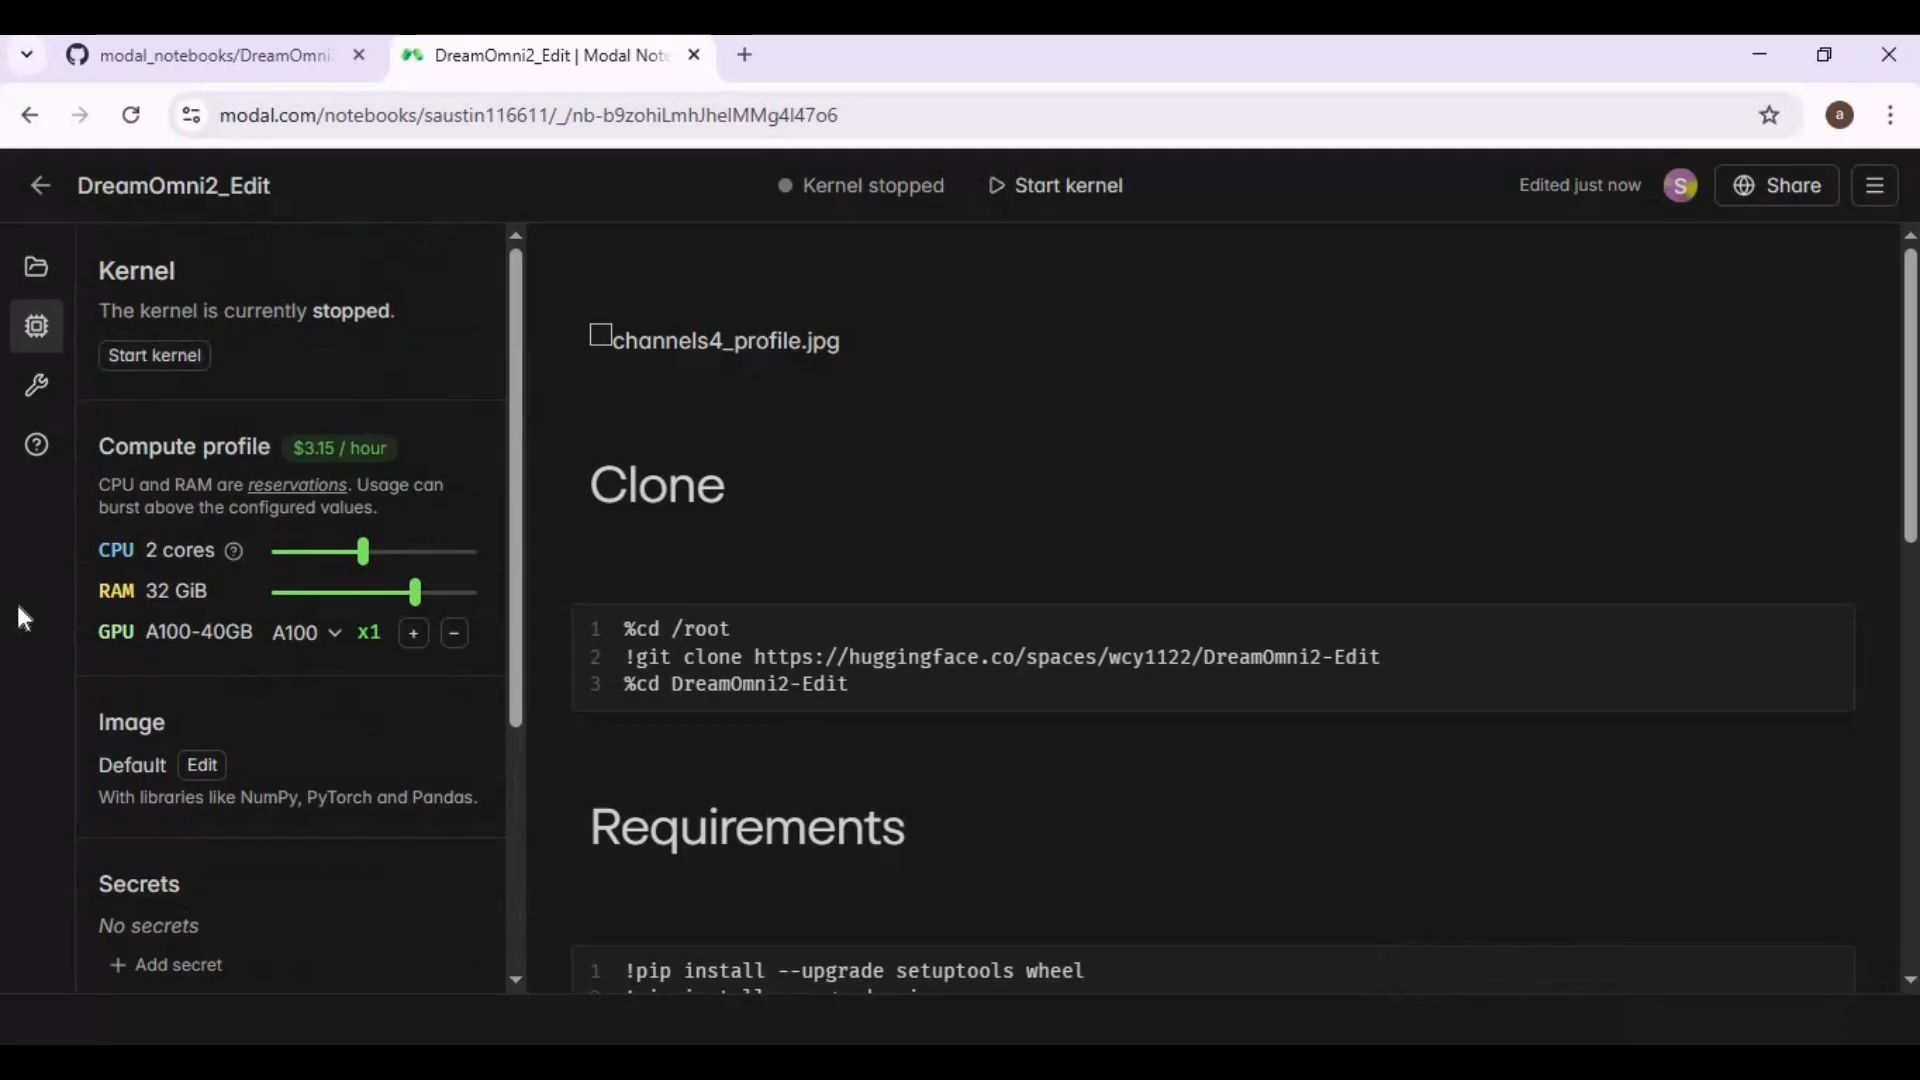 modal_notebooks/DreamOmni2
DreamOmni2_Edit | Modal Note
modal.com/notebooks/saustin116611/_/nb-b9zohiLmhJhelMMg4l47o6
a
DreamOmni2_Edit
Kernel stopped
Start kernel
Edited just now
S
Share
Kernel
The kernel is currently stopped.
Start kernel
Compute profile $3.15 / hour
CPU and RAM are reservations. Usage can
burst above the configured values.
CPU 2 cores
RAM 32 GiB
GPU A100-40GB A100 x1 + -
Image
Default Edit
With libraries like NumPy, PyTorch and Pandas.
Secrets
No secrets
+ Add secret
channels4_profile.jpg
Clone
1 %cd /root
2 !git clone https://huggingface.co/spaces/wcy1122/DreamOmni2-Edit
3 %cd DreamOmni2-Edit
Requirements
1 !pip install --upgrade setuptools wheel